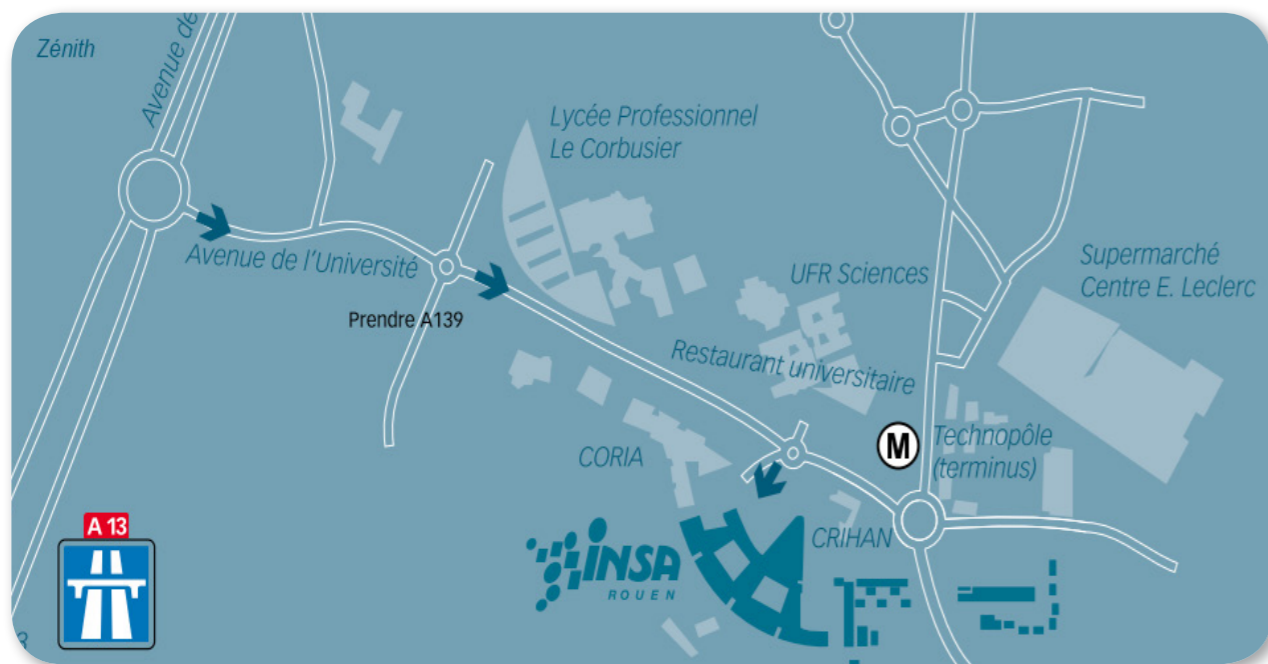 Zénith
Avenue de
Lycée Professionnel
Le Corbusier
Avenue de l'Université
Prendre A139
UFR Sciences
Supermarché
Centre E. Leclerc
Restaurant universitaire
CORIA
M
Technopôle
(terminus)
A 13
INSA
ROUEN
CRIHAN
3